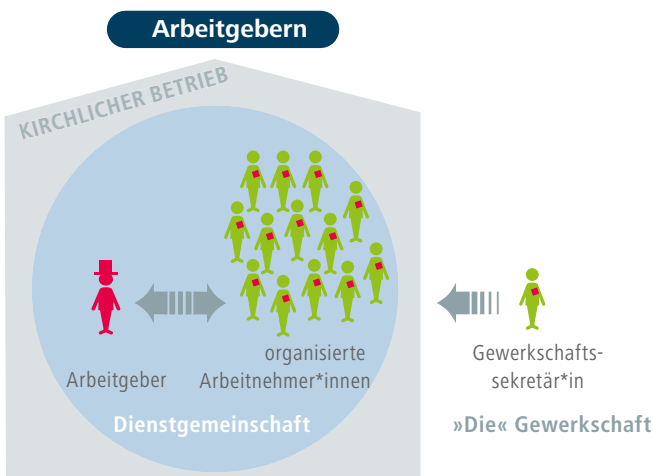 Arbeitgebern
KIRCHLICHER BETRIEB
Arbeitgeber
organisierte
Arbeitnehmer*innen
Gewerkschafts-
sekretär*in
Dienstgemeinschaft
»Die« Gewerkschaft